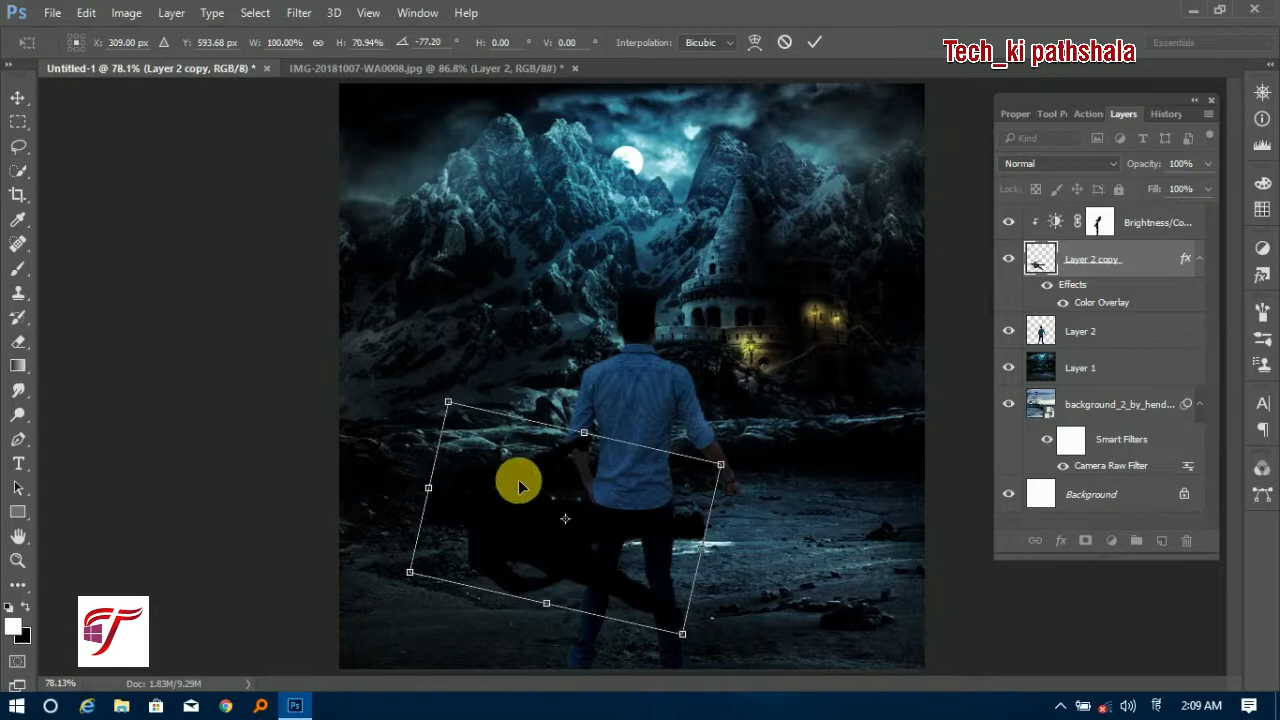 Ps File Edit Image Layer Type Select Filter 3D View Window Help
X: 309.00 px Y: 593.68 px W: 100.00% H: 70.94% -77.20 ° H: 0.00 ° V: 0.00 ° Interpolation: Bicubic
Essentials
Tech_ki pathshala
Untitled-1 @ 78.1% (Layer 2 copy, RGB/8) * × IMG-20181007-WA0008.jpg @ 86.8% (Layer 2, RGB/8#) * ×
Proper Tool Pr Action Layers History
Kind
Normal Opacity: 100%
Lock: Fill: 100%
Brightness/Co...
Layer 2 copy fx
Effects
Color Overlay
Layer 2
Layer 1
background_2_by_hend...
Smart Filters
Camera Raw Filter
Background
fx
78.13% Doc: 1.83M/9.29M
2:09 AM